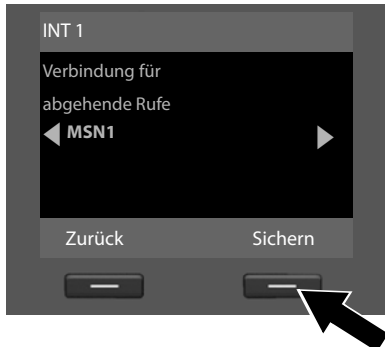 INT 1
Verbindung für
abgehende Rufe
MSN1
Zurück Sichern